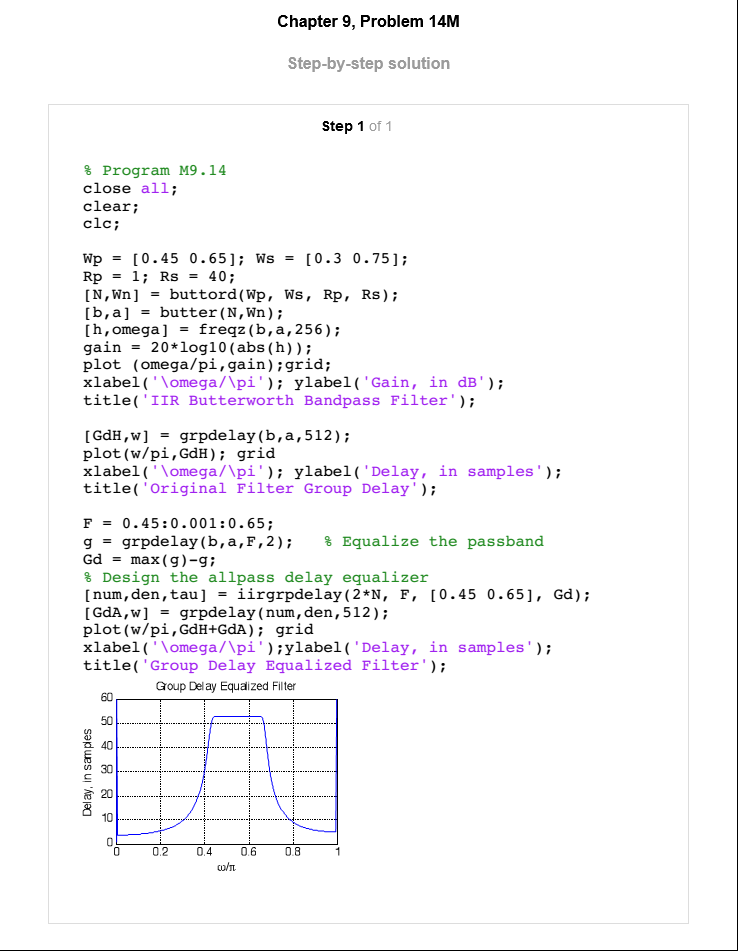 Chapter 9, Problem 14M
Step-by-step solution
Step 1 of 1
% Program M9.14
close all;
clear;
clc;
Wp = [0.45 0.65]; Ws = [0.3 0.75];
Rp = 1; Rs = 40;
[N,Wn] = buttord(Wp, Ws, Rp, Rs);
[b,a] = butter(N,Wn);
[h,omega] = freqz(b,a,256);
gain = 20*log10(abs(h));
plot (omega/pi,gain);grid;
xlabel('\omega/\pi'); ylabel('Gain, in dB');
title('IIR Butterworth Bandpass Filter');
[GdH,w] = grpdelay(b,a,512);
plot(w/pi,GdH); grid
xlabel('\omega/\pi'); ylabel('Delay, in samples');
title('Original Filter Group Delay');
F = 0.45:0.001:0.65;
g = grpdelay(b,a,F,2);   % Equalize the passband
Gd = max(g)-g;
% Design the allpass delay equalizer
[num,den,tau] = iirgrpdelay(2*N, F, [0.45 0.65], Gd);
[GdA,w] = grpdelay(num,den,512);
plot(w/pi,GdH+GdA); grid
xlabel('\omega/\pi');ylabel('Delay, in samples');
title('Group Delay Equalized Filter');
Group Delay Equalized Filter
Delay, in samples
60
50
40
30
20
10
0
0 0.2 0.4 0.6 0.8 1
ω/π